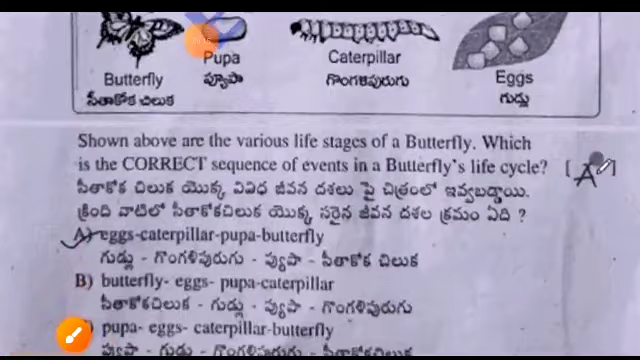 Pupa
Caterpillar
Butterfly
ప్యూపా
గొంగళిపురుగు
Eggs
సీతాకోక చిలుక
గుడ్లు
Shown above are the various life stages of a Butterfly. Which
is the CORRECT sequence of events in a Butterfly's life cycle? [ A
సీతాకోక చిలుక యొక్క వివిధ జీవన దశలు పై చిత్రంలో ఇవ్వబడ్డాయి.
క్రింది వాటిలో సీతాకోకచిలుక యొక్క సరైన జీవన దశల క్రమం ఏది ?
A) eggs-caterpillar-pupa-butterfly
గుడ్లు - గొంగళిపురుగు - ప్యుపా - సీతాకోక చిలుక
B) butterfly- eggs- pupa-caterpillar
సీతాకోకచిలుక - గుడ్లు - ప్యుపా - గొంగళిపురుగు
pupa- eggs- caterpillar-butterfly
ప్యుపా - గుడ్లు - గొంగళిపురుగు - సీతాకోకచిలుక